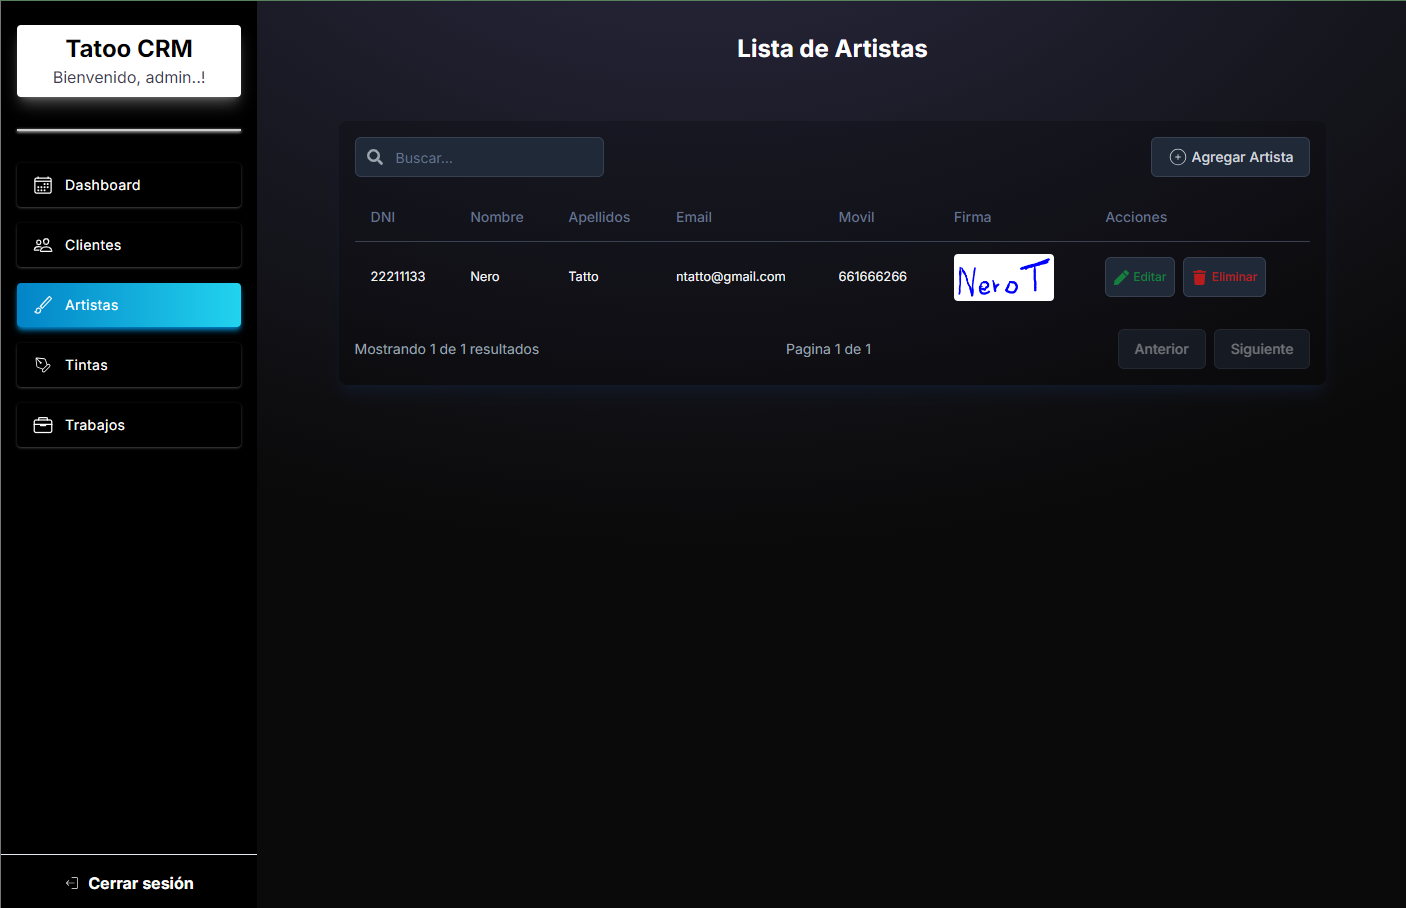 Tatoo CRM
Bienvenido, admin..!
Dashboard
Clientes
Artistas
Tintas
Trabajos
Cerrar sesión
Lista de Artistas
Buscar...
Agregar Artista
DNI Nombre Apellidos Email Movil Firma Acciones
22211133 Nero Tatto ntatto@gmail.com 661666266 Nero T Editar Eliminar
Mostrando 1 de 1 resultados Pagina 1 de 1 Anterior Siguiente